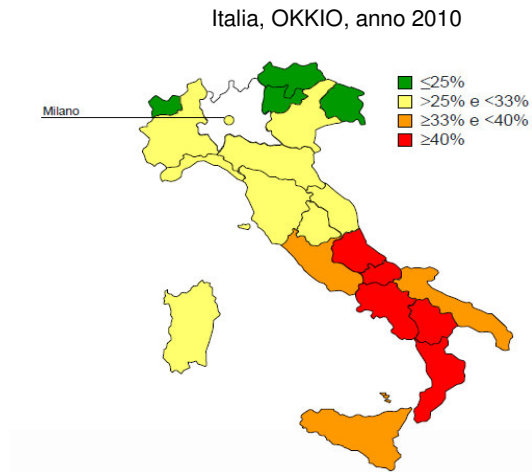 Italia, OKKIO, anno 2010
≤25%
>25% e <33%
≥33% e <40%
≥40%
Milano